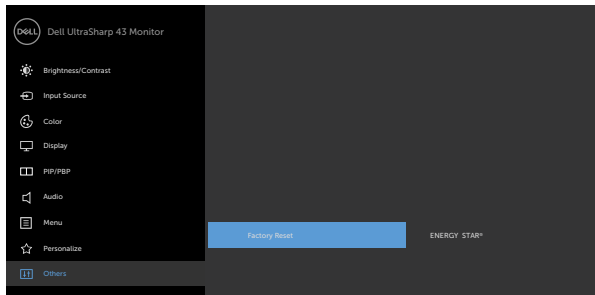 DELL Dell UltraSharp 43 Monitor
Brightness/Contrast
Input Source
Color
Display
PIP/PBP
Audio
Menu
Factory Reset ENERGY STAR®
Personalize
Others